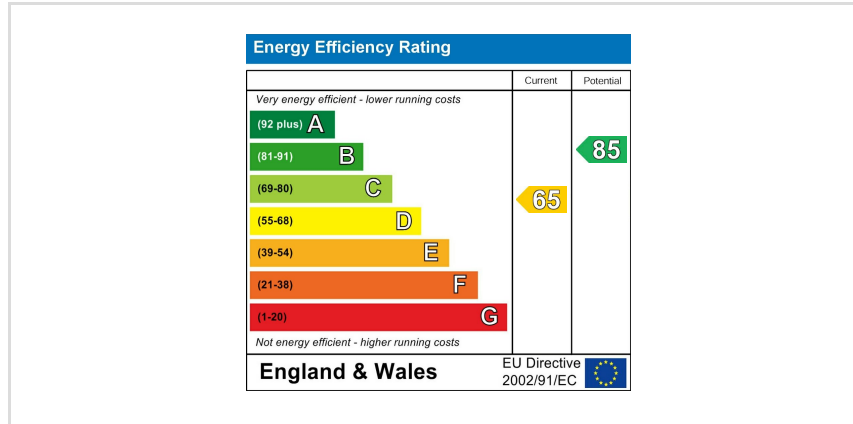 Energy Efficiency Rating
Current Potential
Very energy efficient - lower running costs
(92 plus) A
(81-91) B
85
(69-80) C
65
(55-68) D
(39-54) E
(21-38) F
(1-20) G
Not energy efficient - higher running costs
England & Wales
EU Directive
2002/91/EC